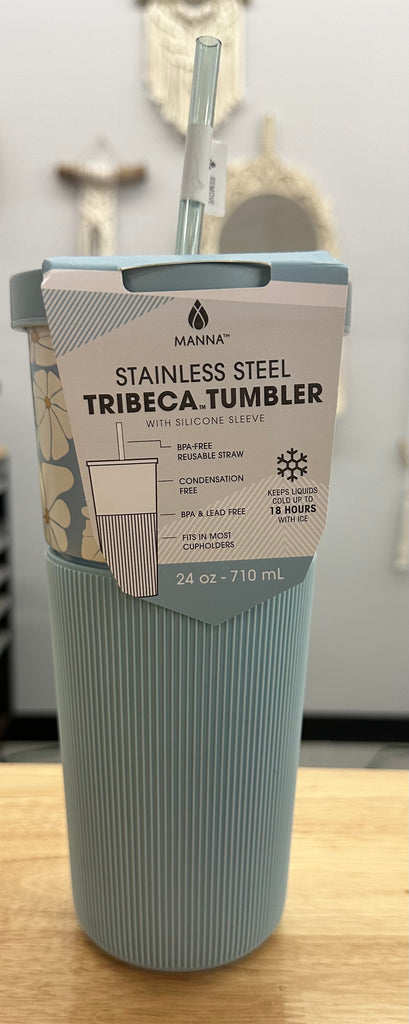 REMOVE
MANNA™
STAINLESS STEEL
TRIBECA™ TUMBLER
WITH SILICONE SLEEVE
BPA-FREE
REUSABLE STRAW
CONDENSATION
FREE
BPA & LEAD FREE
FITS IN MOST
CUPHOLDERS
KEEPS LIQUIDS
COLD UP TO
18 HOURS
WITH ICE
24 oz - 710 mL